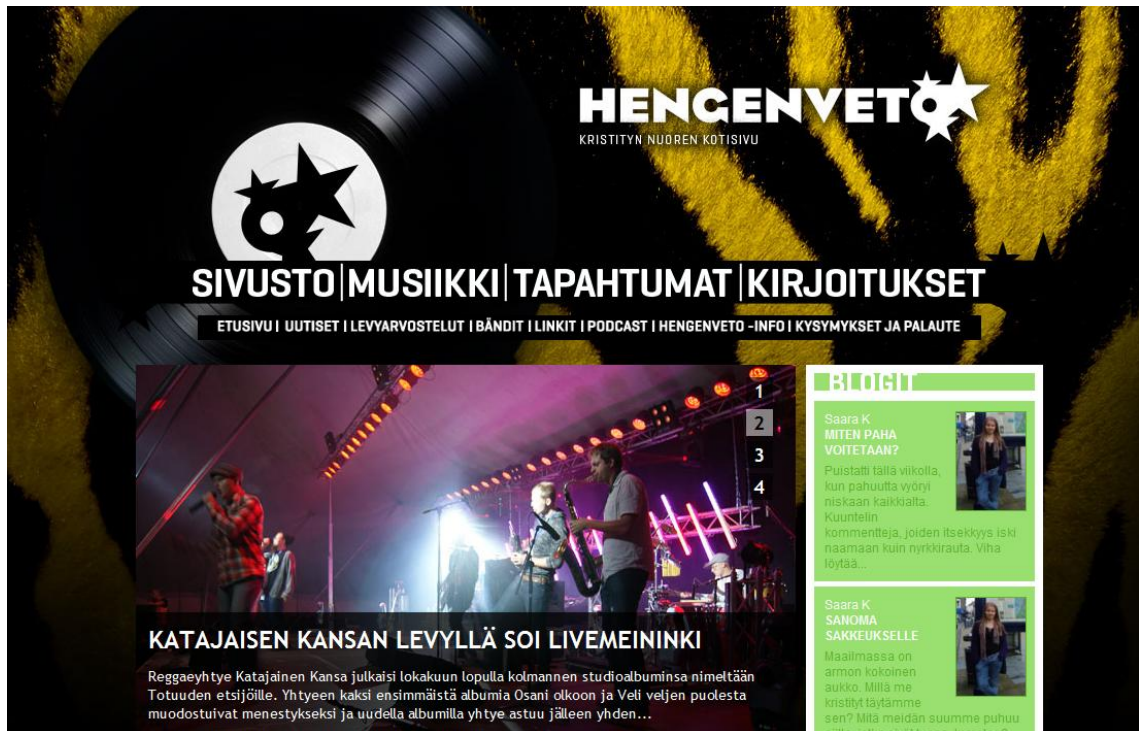 HENGENVETO
KRISTITYN NUOREN KOTISIVU
SIVUSTO|MUSIIKKI|TAPAHTUMAT|KIRJOITUKSET
ETUSIVU | UUTISET | LEVYARVOSTELUT | BÄNDIT | LINKIT | PODCAST | HENGENVETO -INFO | KYSYMYKSET JA PALAUTE
1
2
3
4
KATAJAISEN KANSAN LEVYLLÄ SOI LIVEMEININKI
Reggaeyhtye Katajainen Kansa julkaisi lokakuun lopulla kolmannen studioalbuminsa nimeltään
Totuuden etsijöille. Yhtyeen kaksi ensimmäistä albumia Osani olkoon ja Veli veljen puolesta
muodostuivat menestykseksi ja uudella albumilla yhtye astuu jälleen yhden...
BLOGIT
Saara K
MITEN PAHA
VOITETAAN?
Puistatti tällä viikolla,
kun pahuutta vyöryi
niskaan kaikkialta.
Kuuntelin
kommentteja, joiden itsekkyys iski
naamaan kuin nyrkkirauta. Viha
löytää...
Saara K
SANOMA
SAKKEUKSELLE
Maailmassa on
armon kokoinen
aukko. Millä me
kristityt täytämme
sen? Mitä meidän suumme puhuu